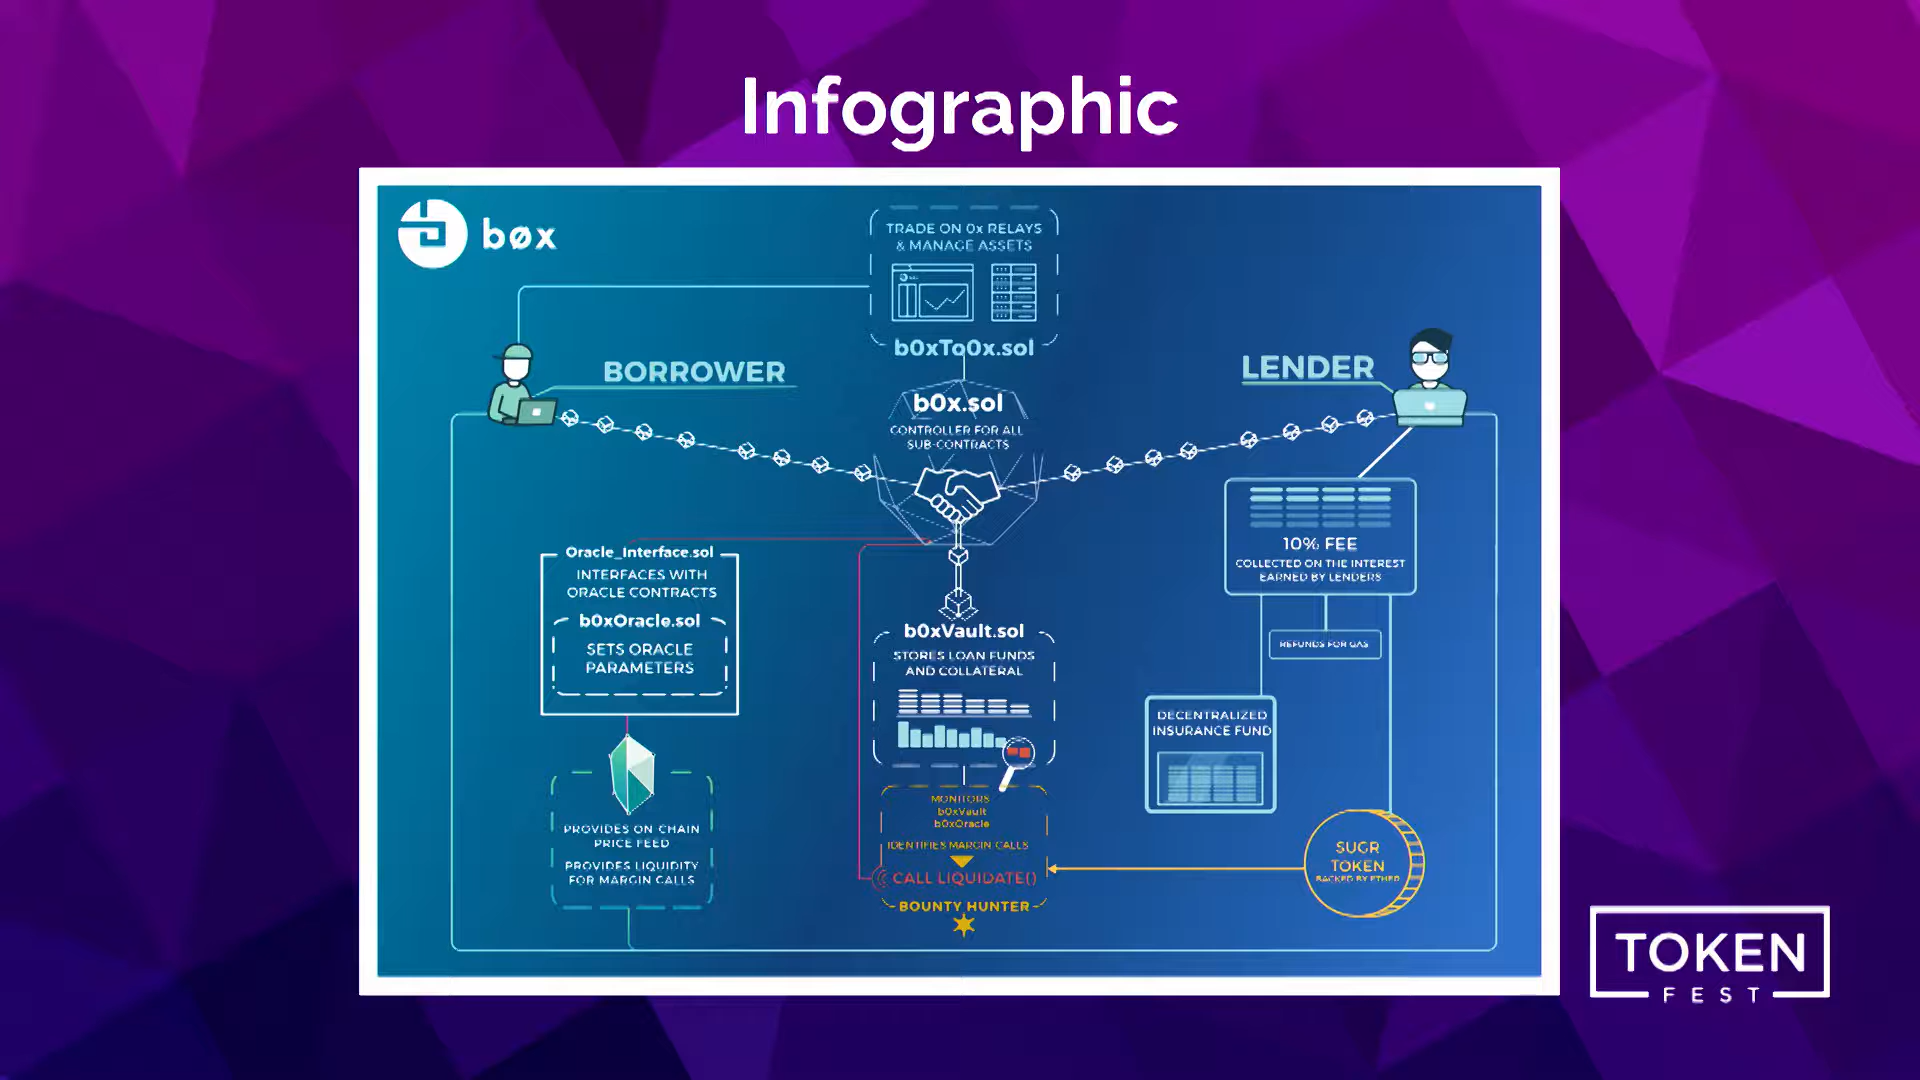 Infographic
bøx
TRADE ON 0x RELAYS
& MANAGE ASSETS
b0xTo0x.sol
BORROWER
LENDER
b0x.sol
CONTROLLER FOR ALL
SUB-CONTRACTS
Oracle_Interface.sol
INTERFACES WITH
ORACLE CONTRACTS
b0xOracle.sol
SETS ORACLE
PARAMETERS
PROVIDES ON CHAIN
PRICE FEED
PROVIDES LIQUIDITY
FOR MARGIN CALLS
b0xVault.sol
STORES LOAN FUNDS
AND COLLATERAL
MONITORS
b0xVault
b0xOracle
IDENTIFIES MARGIN CALLS
CALL LIQUIDATE()
BOUNTY HUNTER
10% FEE
COLLECTED ON THE INTEREST
EARNED BY LENDERS
REFUNDS FOR GAS
DECENTRALIZED
INSURANCE FUND
SUGR
TOKEN
BACKED BY ETHER
TOKEN
FEST